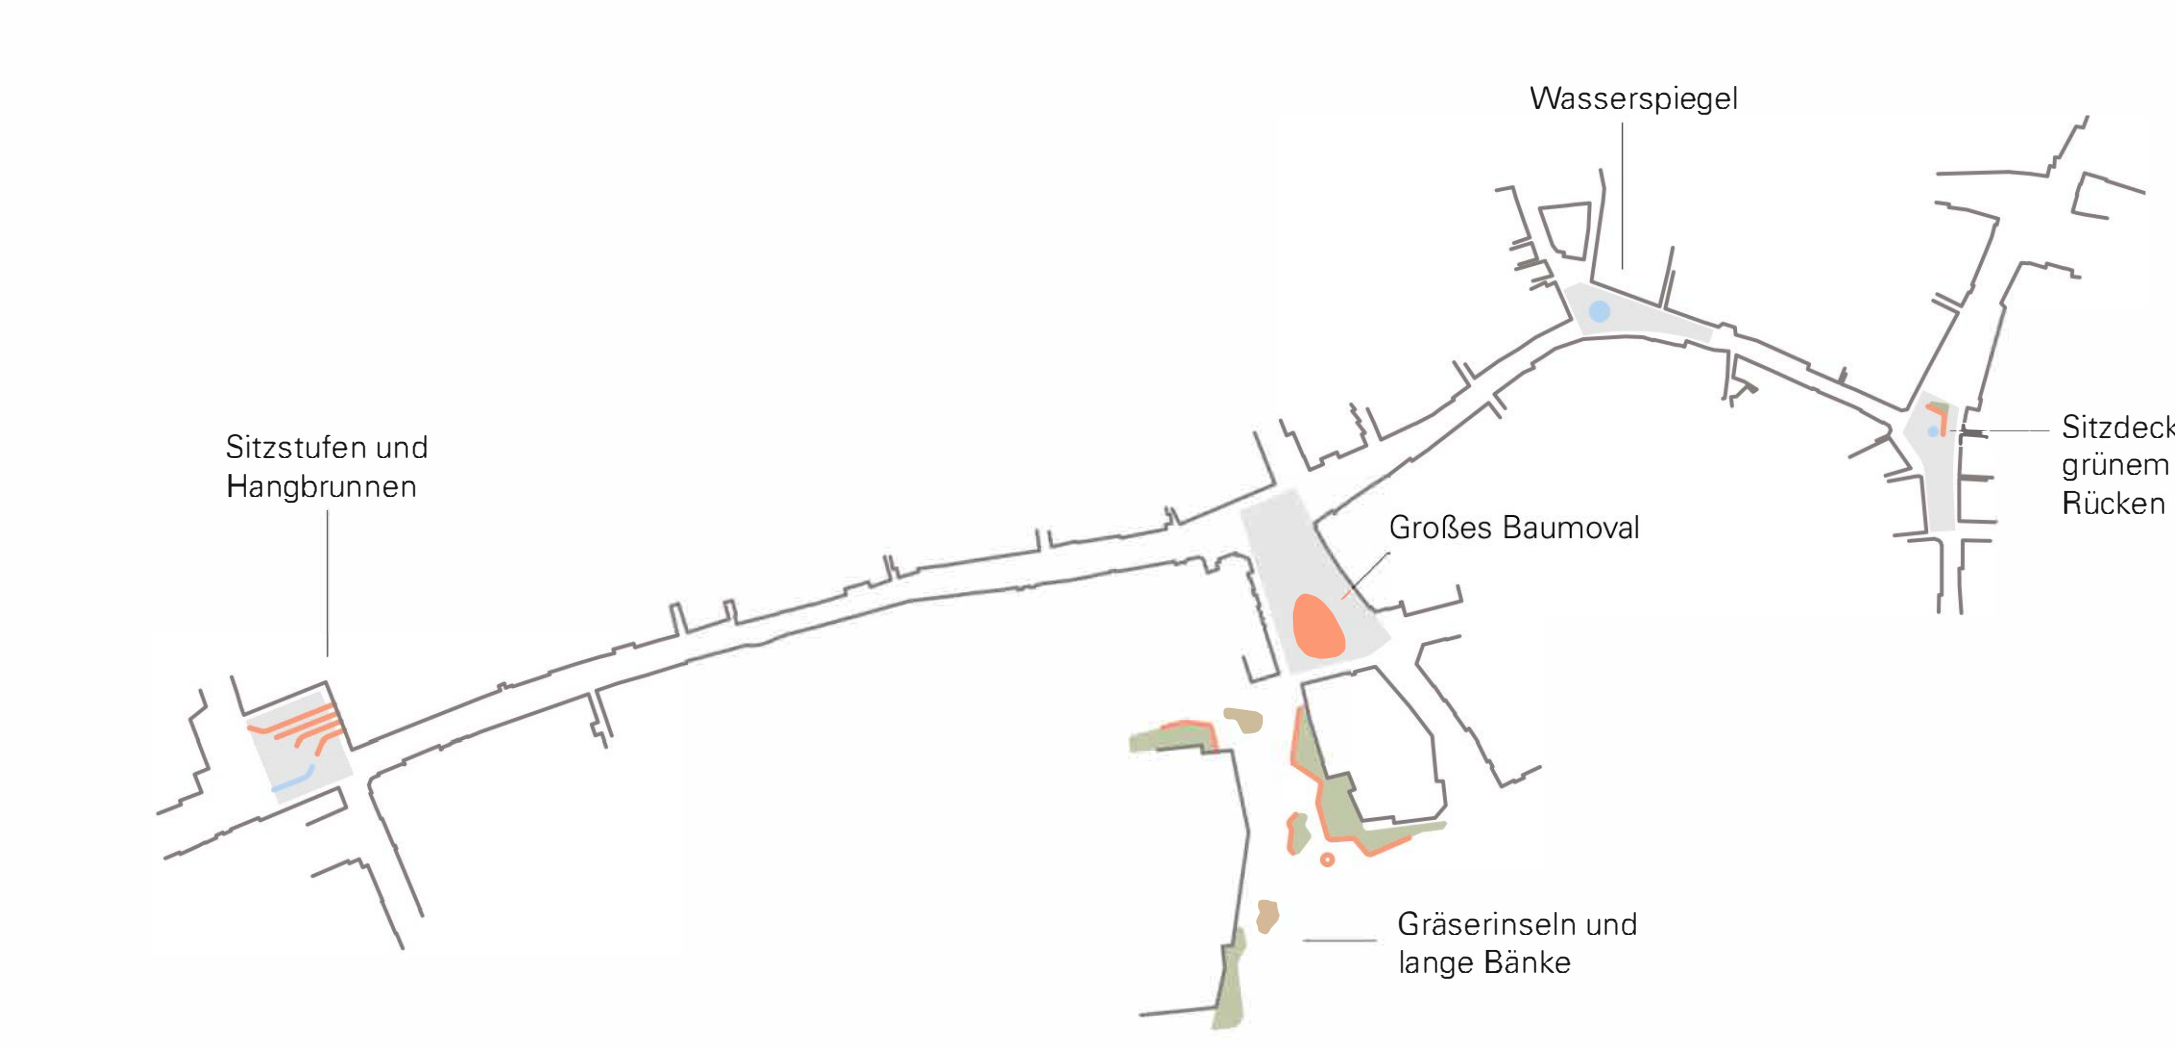 Wasserspiegel
Sitzdeck
grünem
Rücken
Sitzstufen und
Hangbrunnen
Großes Baumoval
Gräserinseln und
lange Bänke